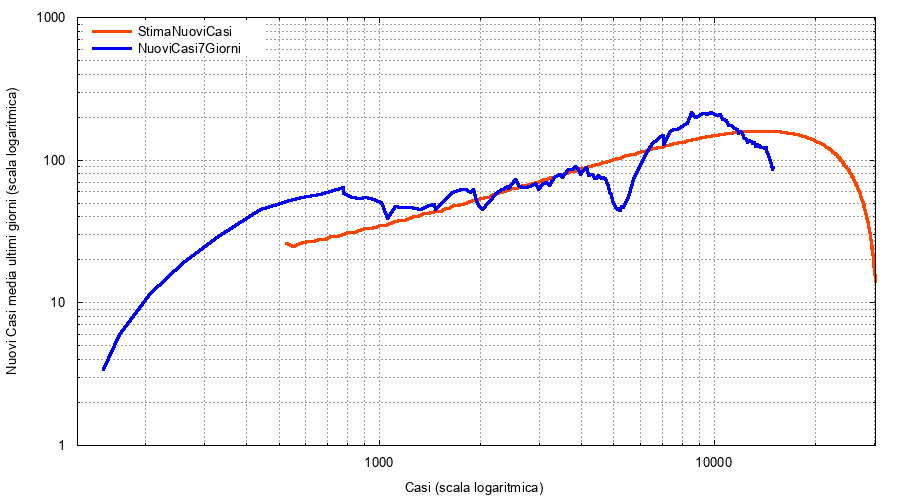 1000
StimaNuoviCasi
NuoviCasi7Giorni
100
10
1
1000
10000
Nuovi Casi media ultimi giorni (scala logaritmica)
Casi (scala logaritmica)